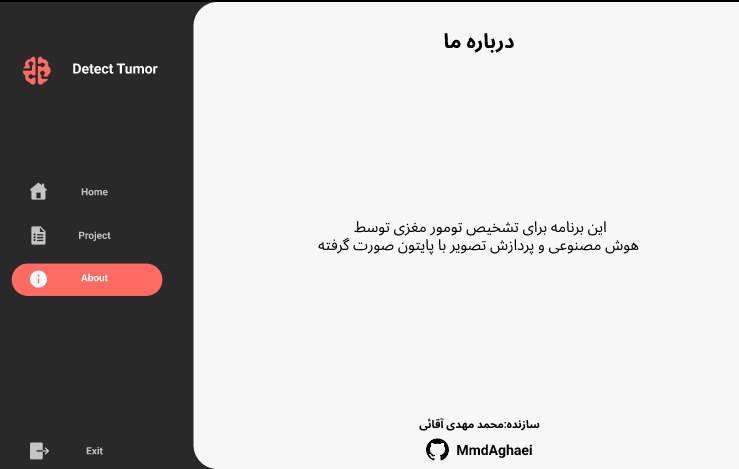 Detect Tumor
Home
Project
About
Exit
درباره ما
این برنامه برای تشخیص تومور مغزی توسط
هوش مصنوعی و پردازش تصویر با پایتون صورت گرفته
سازنده:محمد مهدی آقائی
MmdAghaei